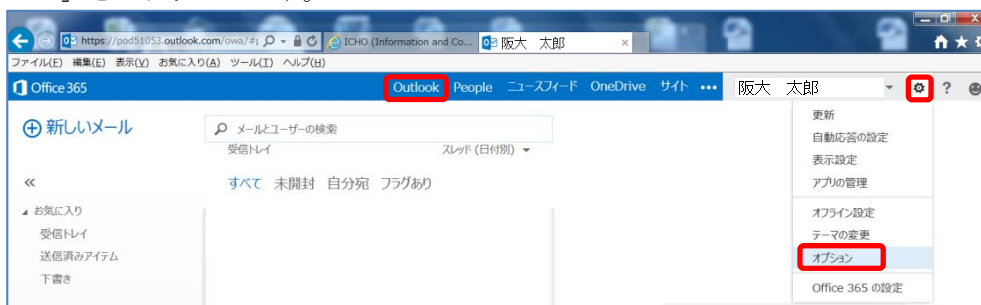 https://pod51053.outlook.com/owa/#
ICHO (Information and Co...
阪大 太郎
ファイル(F) 編集(E) 表示(V) お気に入り(A) ツール(T) ヘルプ(H)
Office 365
Outlook People ニュースフィード OneDrive サイト ••• 阪大 太郎 ?
新しいメール
メールとユーザーの検索
受信トレイ スレッド (日付別)
すべて 未開封 自分宛 フラグあり
«
お気に入り
受信トレイ
送信済みアイテム
下書き
更新
自動応答の設定
表示設定
アプリの管理
オフライン設定
テーマの変更
オプション
Office 365 の設定